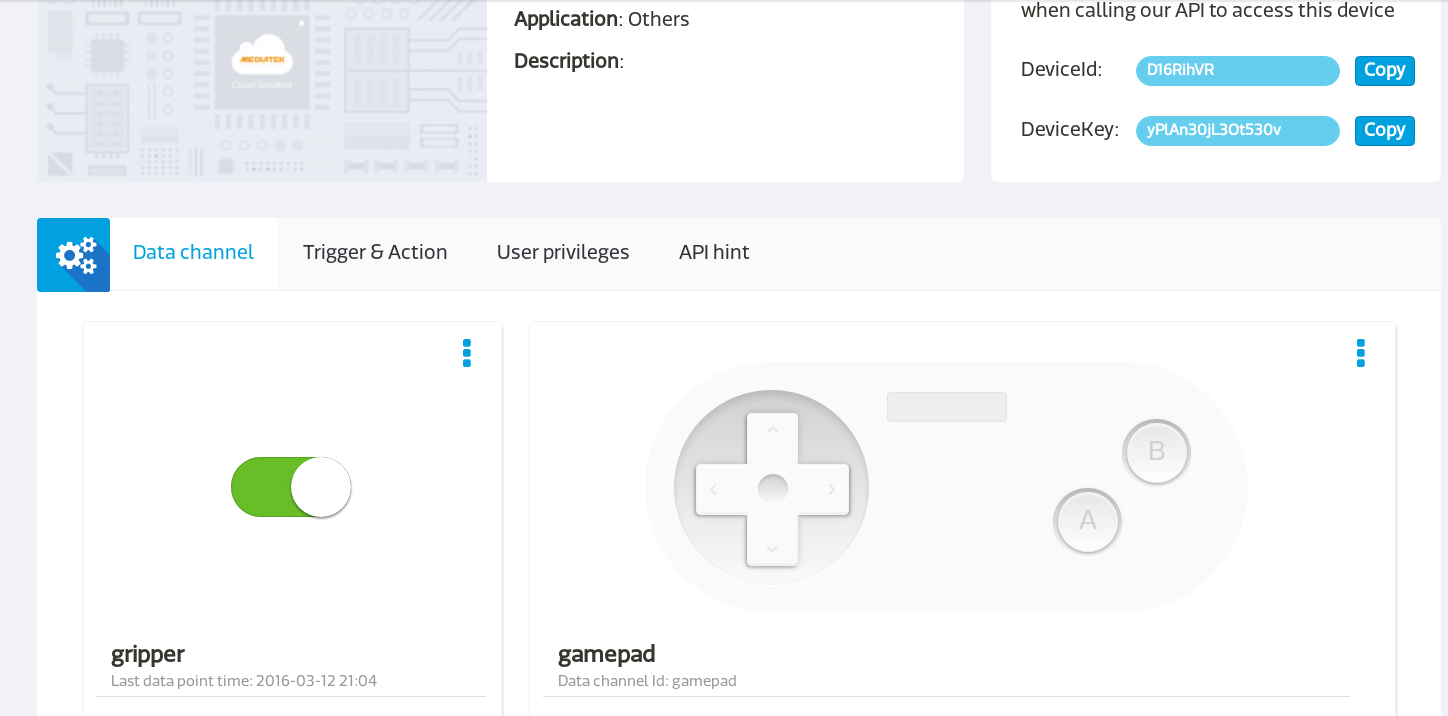 Application: Others
when calling our API to access this device
Description:
MEDIATEK
Cloud Sandbox
DeviceId: D16RihVR Copy
DeviceKey: yPlAn30jL3Ot530v Copy
Data channel Trigger & Action User privileges API hint
B
A
gripper
Last data point time: 2016-03-12 21:04
gamepad
Data channel Id: gamepad